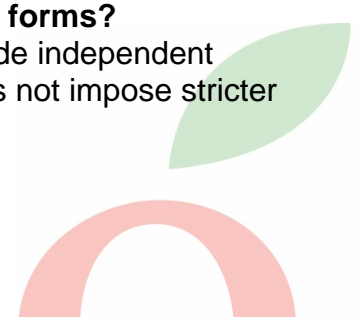 forms?
de independent
s not impose stricter